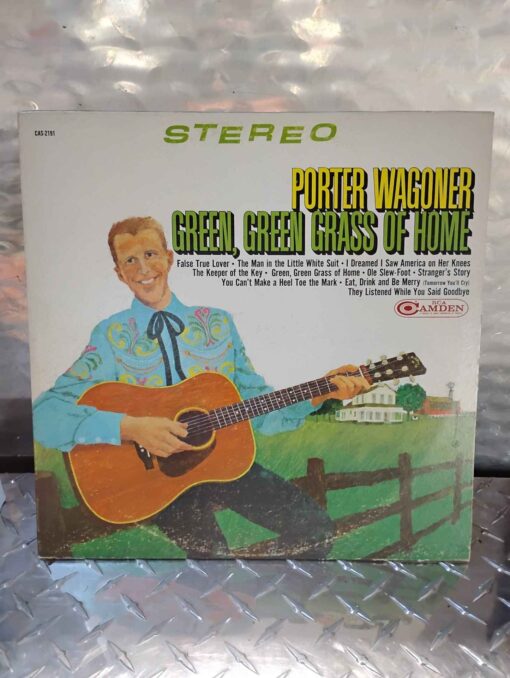 CAS-2191
STEREO
PORTER WAGONER
GREEN, GREEN GRASS OF HOME
False True Lover • The Man in the Little White Suit • I Dreamed I Saw America on Her Knees
The Keeper of the Key • Green, Green Grass of Home • Ole Slew-Foot • Stranger's Story
You Can't Make a Heel Toe the Mark • Eat, Drink and Be Merry (Tomorrow You'll Cry)
They Listened While You Said Goodbye
RCA
CAMDEN